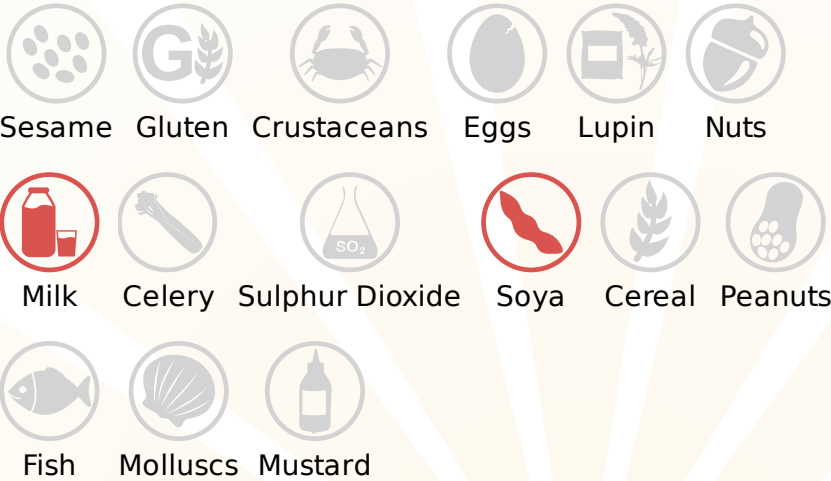 G
Sesame Gluten Crustaceans Eggs Lupin Nuts
SO₂
Milk Celery Sulphur Dioxide Soya Cereal Peanuts
Fish Molluscs Mustard